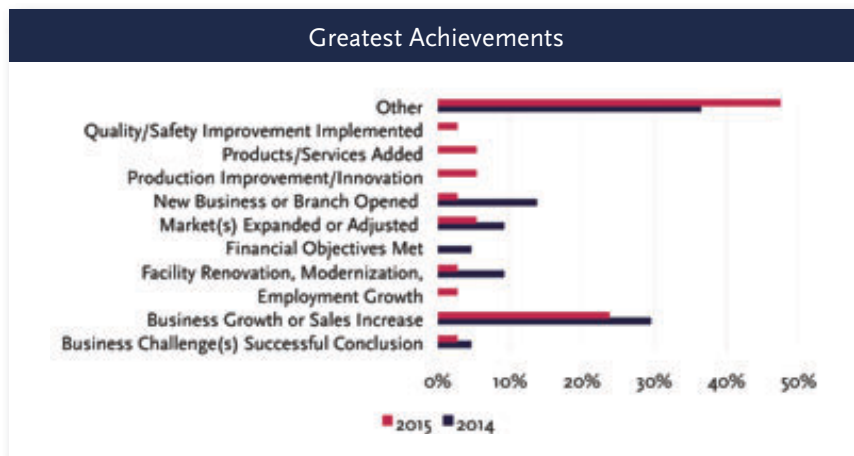 Greatest Achievements
Other
Quality/Safety Improvement Implemented
Products/Services Added
Production Improvement/Innovation
New Business or Branch Opened
Market(s) Expanded or Adjusted
Financial Objectives Met
Facility Renovation, Modernization,
Employment Growth
Business Growth or Sales Increase
Business Challenge(s) Successful Conclusion
0% 10% 20% 30% 40% 50%
2015 2014